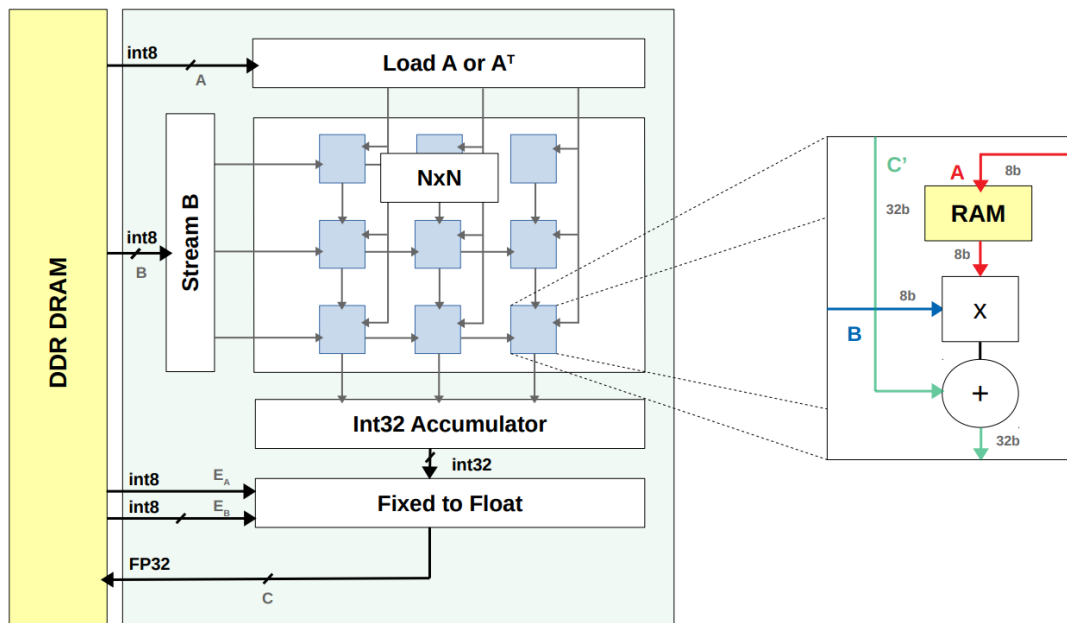 DDR DRAM
int8
A
Load A or Aᵀ
Stream B
int8
B
NxN
Int32 Accumulator
int32
int8
E_A
int8
E_B
Fixed to Float
FP32
C
C’
A
8b
32b
RAM
8b
8b
B
x
+
32b